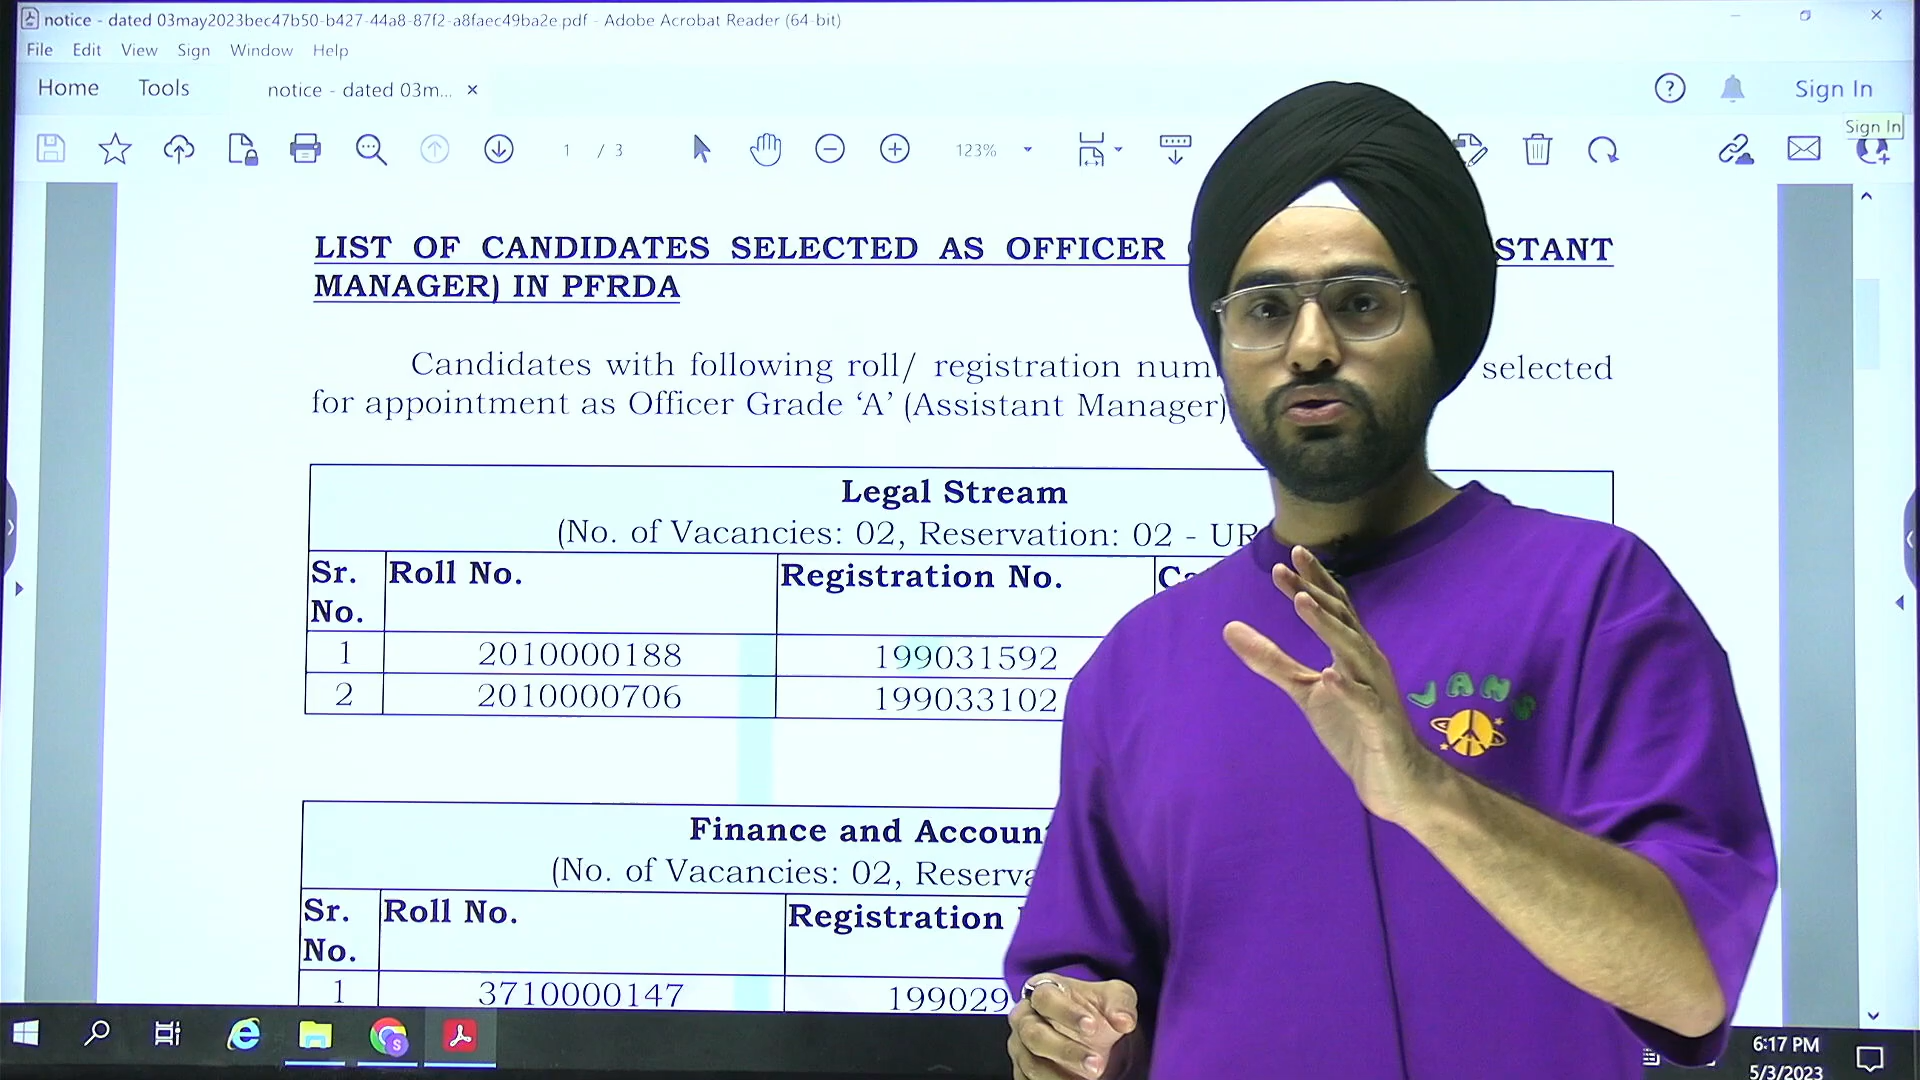 notice - dated 03may2023bec47b50-b427-44a8-87f2-a8faec49ba2e.pdf - Adobe Acrobat Reader (64-bit)
File Edit View Sign Window Help
Home Tools notice - dated 03m... × Sign In
Sign In
1 / 3 123%
LIST OF CANDIDATES SELECTED AS OFFICER STANT
MANAGER) IN PFRDA
Candidates with following roll/ registration num selected
for appointment as Officer Grade ‘A’ (Assistant Manager)
Legal Stream
(No. of Vacancies: 02, Reservation: 02 - UR
Sr. Roll No. Registration No. Ca
No.
1 2010000188 199031592
2 2010000706 199033102
JANS
Finance and Accoun
(No. of Vacancies: 02, Reserva
Sr. Roll No. Registration
No.
1 3710000147 199029
6:17 PM
5/3/2023